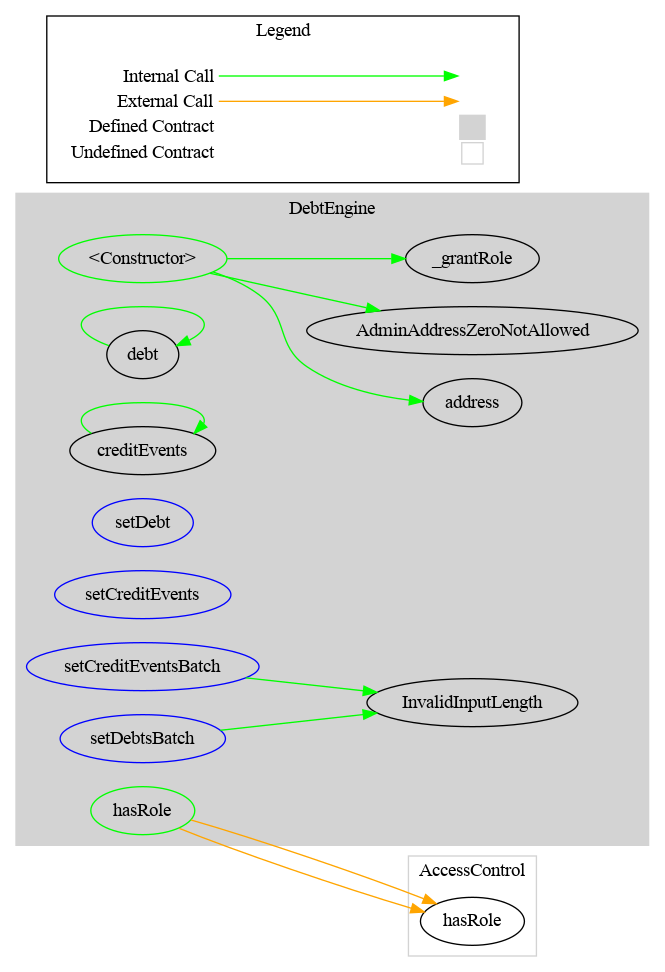 Legend
Internal Call
External Call
Defined Contract
Undefined Contract
DebtEngine
<Constructor>
_grantRole
AdminAddressZeroNotAllowed
debt
address
creditEvents
setDebt
setCreditEvents
setCreditEventsBatch
InvalidInputLength
setDebtsBatch
hasRole
AccessControl
hasRole